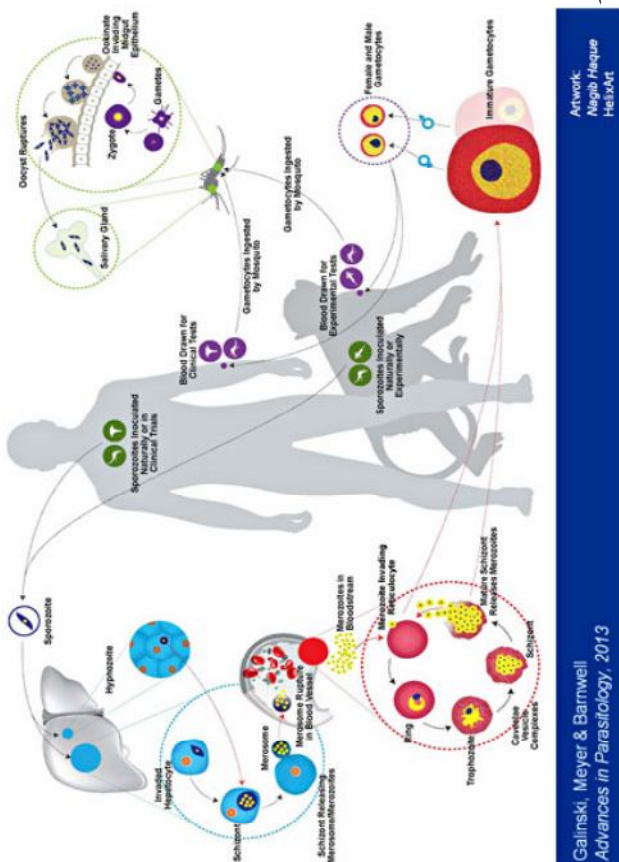 Sporozoite
Hypnozoite
Invaded
Hepatocyte
Schizont
Merosome
Schizont Releasing
Merosome/Merozoites
Merosome Rupture
in Blood Vessel
Merozoites in
Bloodstream
Merozoite Invading
Reticulocyte
Ring
Trophozoite
Caveolae
Vesicle
Complexes
Schizont
Mature Schizont
Releases Merozoites
Sporozoites Inoculated
Naturally or in
Clinical Trials
Blood Drawn for
Clinical Tests
Sporozoites Inoculated
Naturally or
Experimentally
Blood Drawn for
Experimental Tests
Salivary Gland
Oocyst Ruptures
Ookinate
Invading
Midgut
Epithelium
Zygote
Gametes
Gametocytes Ingested
by Mosquito
Gametocytes Ingested
by Mosquito
Female and Male
Gametocytes
Immature Gametocytes
Galinski, Meyer & Barnwell
Advances in Parasitology, 2013
Artwork:
Nagib Haque
HelixArt